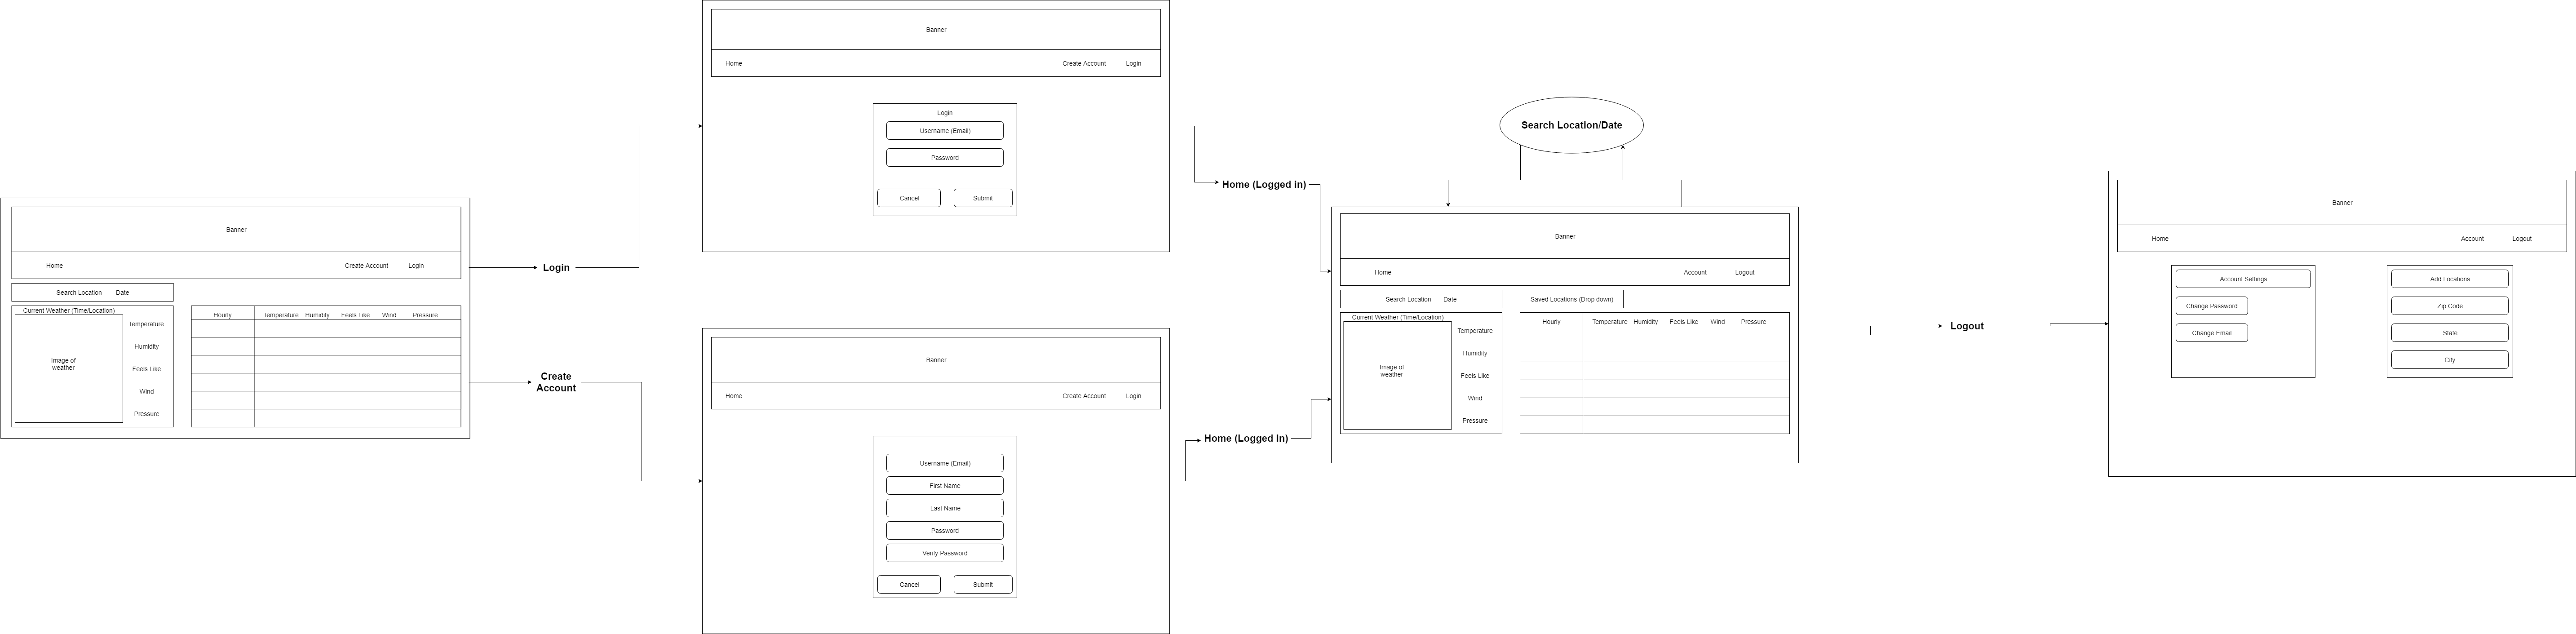 Banner
Home Create Account Login
Search Location Date
Current Weather (Time/Location)
Image of
weather
Temperature
Humidity
Feels Like
Wind
Pressure
Hourly Temperature Humidity Feels Like Wind Pressure
Login
Create
Account
Banner
Home Create Account Login
Login
Username (Email)
Password
Cancel Submit
Banner
Home Create Account Login
Username (Email)
First Name
Last Name
Password
Verify Password
Cancel Submit
Home (Logged in)
Home (Logged in)
Search Location/Date
Banner
Home Account Logout
Search Location Date
Saved Locations (Drop down)
Current Weather (Time/Location)
Image of
weather
Temperature
Humidity
Feels Like
Wind
Pressure
Hourly Temperature Humidity Feels Like Wind Pressure
Logout
Banner
Home Account Logout
Account Settings
Change Password
Change Email
Add Locations
Zip Code
State
City